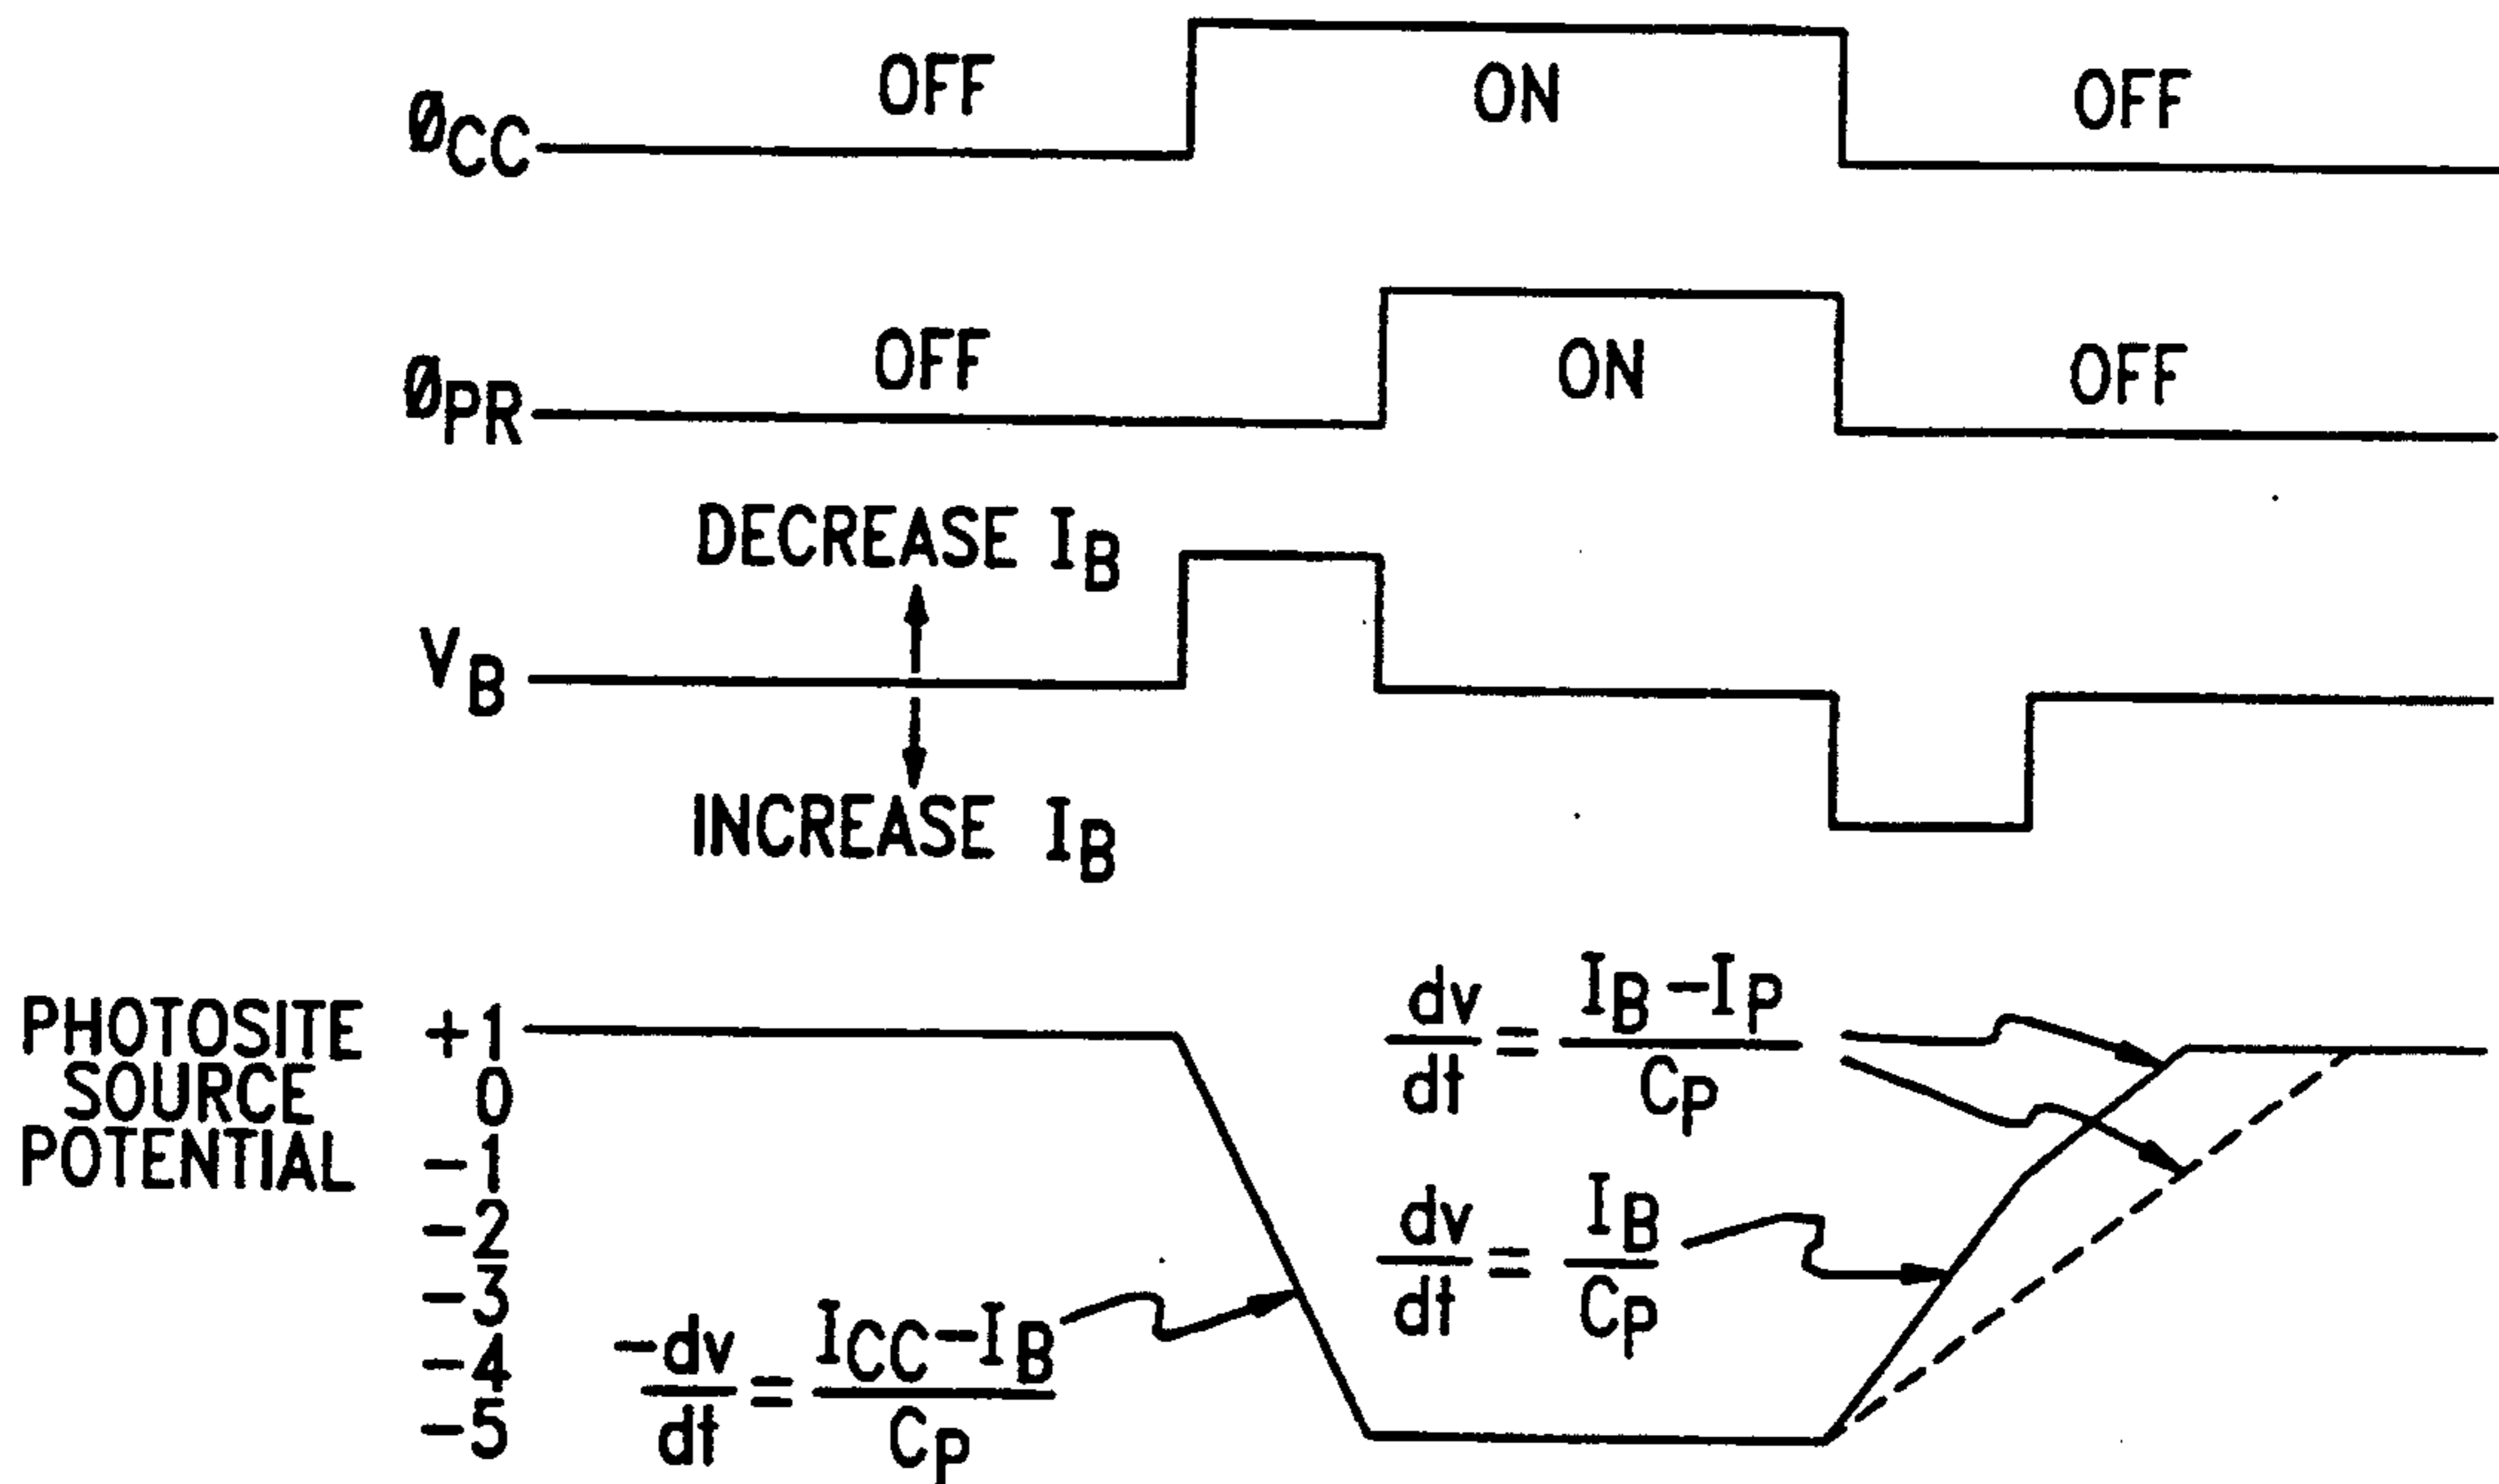 OFF
ON
OFF
ØCC
OFF
ON
OFF
ØPR
DECREASE IB
VB
INCREASE IB
PHOTOSITE
SOURCE
POTENTIAL
+1
0
-1
-2
-3
-4
-5
dv/dt = IB-IP/CP
dv/dt = IB/CP
-dv/dt = ICC-IB/CP